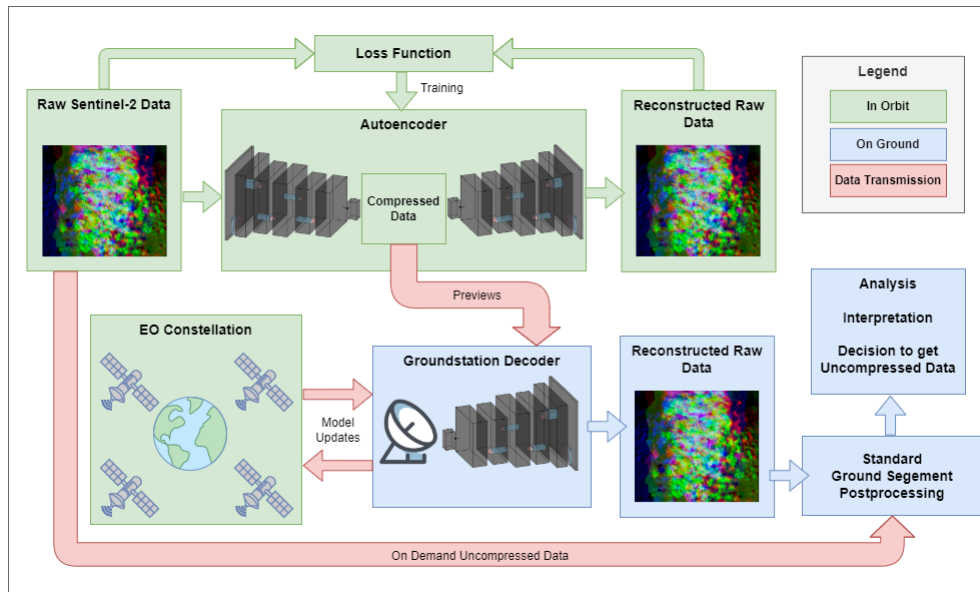 Loss Function
Training
Raw Sentinel-2 Data
Autoencoder
Compressed
Data
Reconstructed Raw
Data
Legend
In Orbit
On Ground
Data Transmission
Previews
EO Constellation
Model
Updates
Groundstation Decoder
Reconstructed Raw
Data
Analysis
Interpretation
Decision to get
Uncompressed Data
Standard
Ground Segement
Postprocessing
On Demand Uncompressed Data